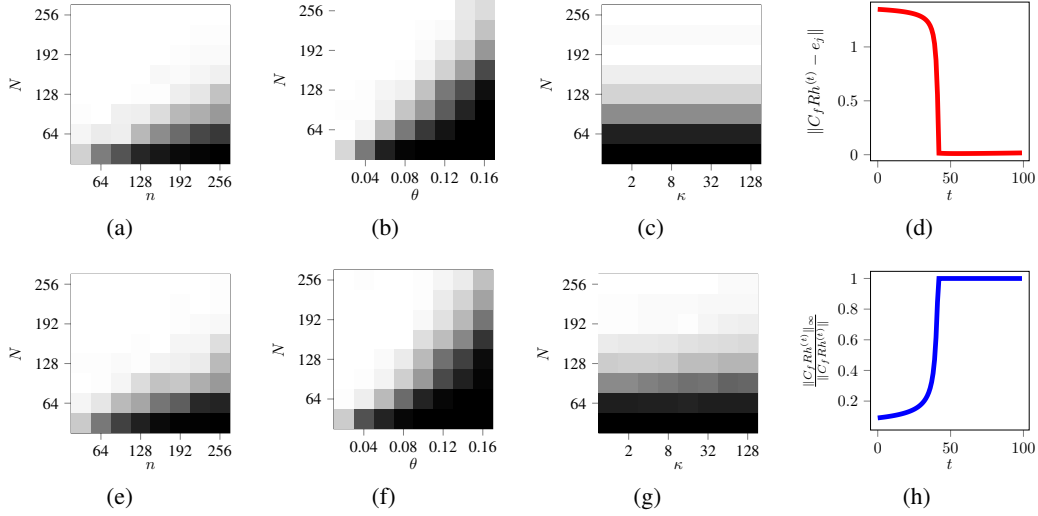 256
192
128
64
N
64 128 192 256
n
(a)
256
192
128
64
N
0.04 0.08 0.12 0.16
θ
(b)
256
192
128
64
N
2 8 32 128
κ
(c)
1
0.5
0
‖C_f Rh^(t) − e_j‖
0 50 100
t
(d)
256
192
128
64
N
64 128 192 256
n
(e)
256
192
128
64
N
0.04 0.08 0.12 0.16
θ
(f)
256
192
128
64
N
2 8 32 128
κ
(g)
1
0.8
0.6
0.4
0.2
‖C_f Rh^(t)‖_∞
‖C_f Rh^(t)‖
0 50 100
t
(h)